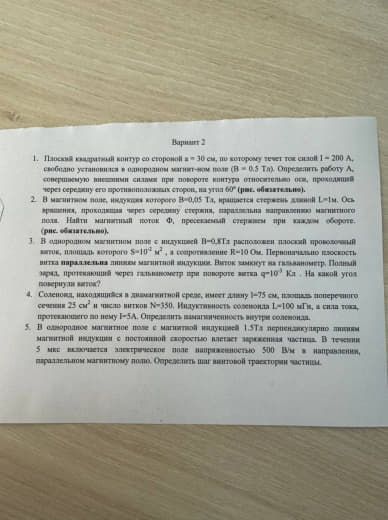 Вариант 2
1. Плоский квадратный контур со стороной a = 30 см, по которому течет ток силой I = 200 А,
свободно установился в однородном магнит-ном поле (B = 0.5 Тл). Определить работу A,
совершаемую внешними силами при повороте контура относительно оси, проходящий
через середину его противоположных сторон, на угол 60° (рис. обязательно).
2. В магнитном поле, индукция которого B=0,05 Тл, вращается стержень длиной L=1м. Ось
вращения, проходящая через середину стержня, параллельна направлению магнитного
поля. Найти магнитный поток Ф, пресекаемый стержнем при каждом обороте.
(рис. обязательно).
3. В однородном магнитном поле с индукцией B=0,8Тл расположен плоский проволочный
виток, площадь которого S=10⁻² м², а сопротивление R=10 Ом. Первоначально плоскость
витка параллельна линиям магнитной индукции. Виток замкнут на гальванометр. Полный
заряд, протекающий через гальванометр при повороте витка q=10⁻³ Кл . На какой угол
повернули виток?
4. Соленоид, находящийся в диамагнитной среде, имеет длину l=75 см, площадь поперечного
сечения 25 см² и число витков N=350. Индуктивность соленоида L=100 мГн, а сила тока,
протекающего по нему I=5А. Определить намагниченность внутри соленоида.
5. В однородное магнитное поле с магнитной индукцией 1.5Тл перпендикулярно линиям
магнитной индукции с постоянной скоростью влетает заряженная частица. В течении
5 мкс включается электрическое поле напряженностью 500 В/м в направлении,
параллельном магнитному полю. Определить шаг винтовой траектории частицы.